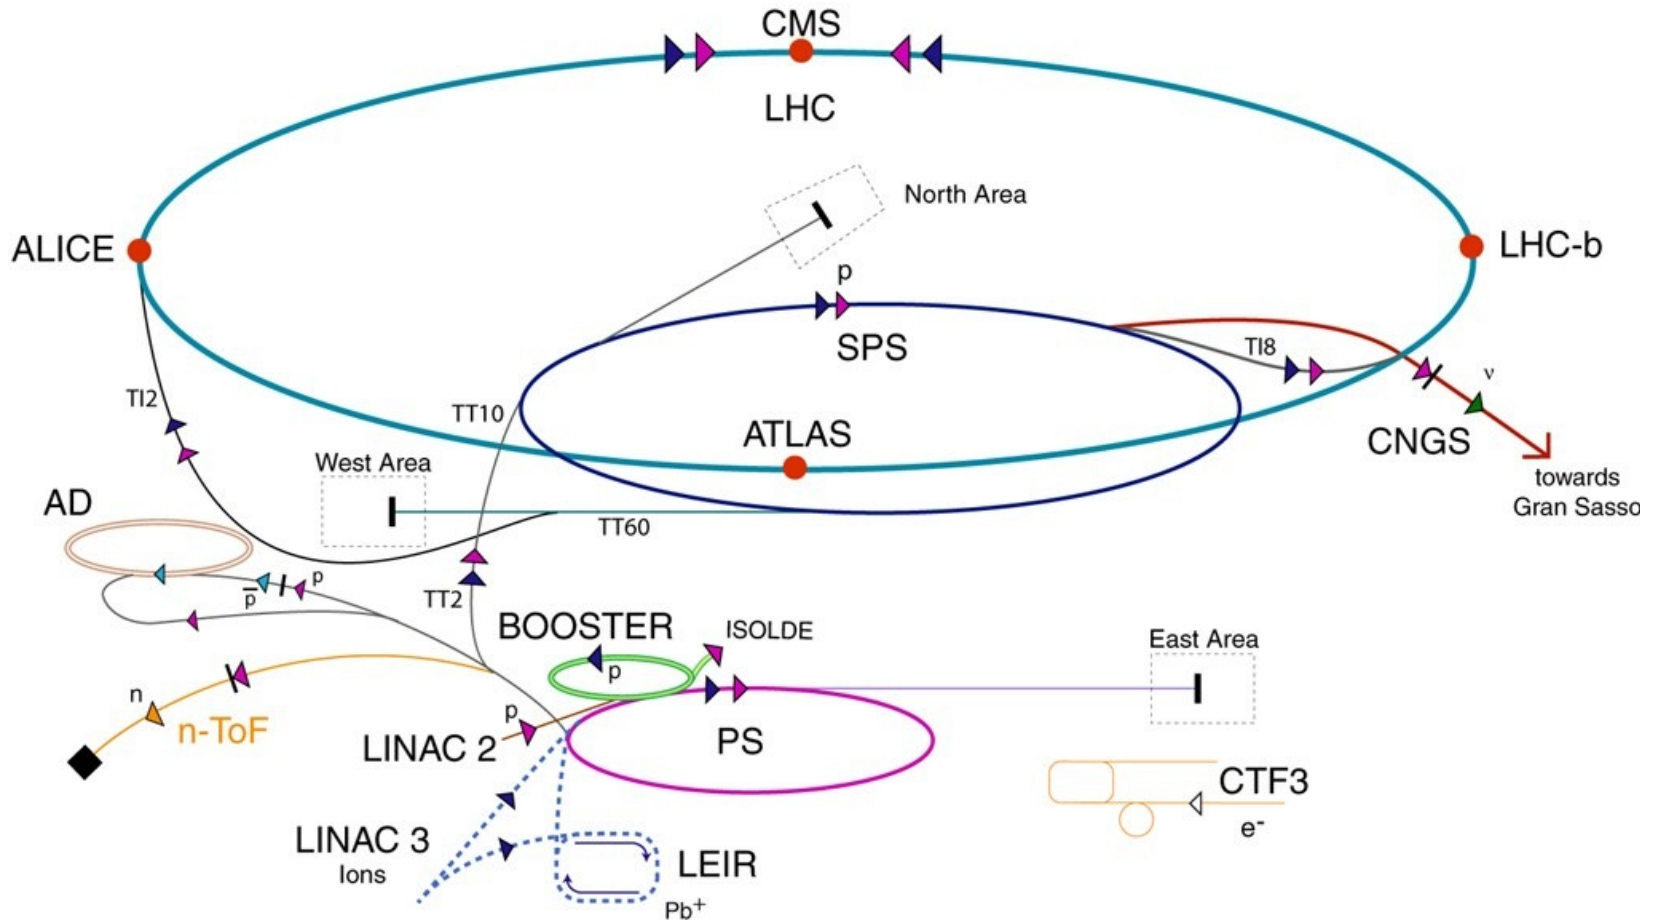 CMS
LHC
North Area
ALICE
LHC-b
p
SPS
TI8
ν
TI2
TT10
ATLAS
CNGS
West Area
towards
Gran Sasso
AD
TT60
p
p̅
TT2
BOOSTER
ISOLDE
East Area
p
n
p
n-ToF
LINAC 2
PS
CTF3
e-
LINAC 3
Ions
LEIR
Pb+